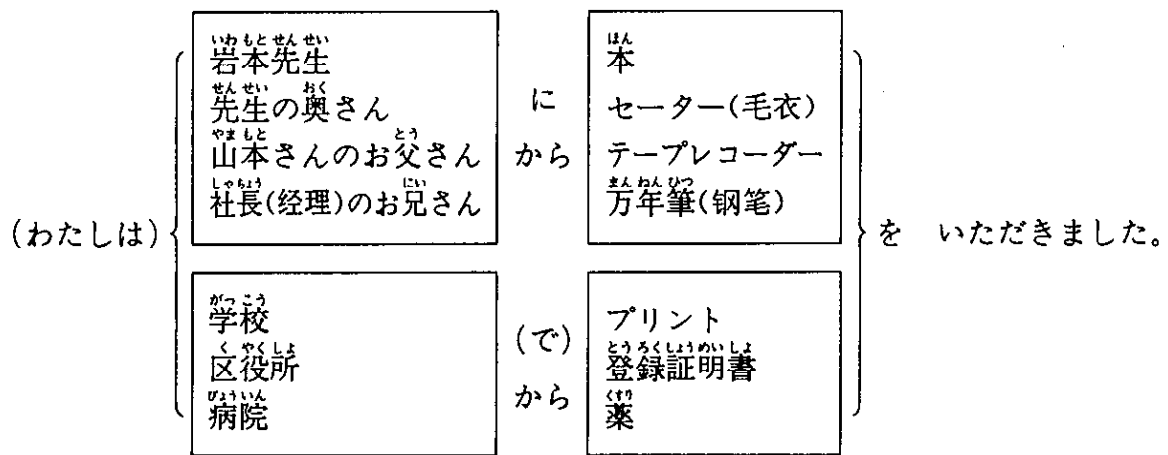 岩本先生 に 本
先生の奥さん から セーター(毛衣)
山本さんのお父さん テープレコーダー
社長(经理)のお兄さん 万年筆(钢笔)
(わたしは) を いただきました。
学校 (で) プリント
区役所 から 登録証明書
病院 薬